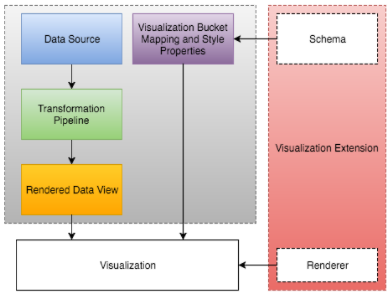 Data Source
Visualization Bucket
Mapping and Style
Properties
Schema
Transformation
Pipeline
Visualization Extension
Rendered Data View
Visualization
Renderer